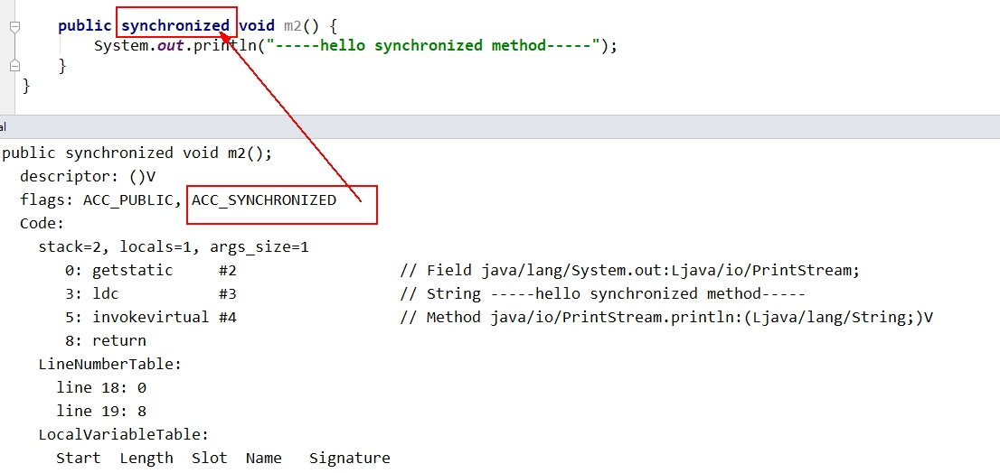 public synchronized void m2() {
System.out.println("-----hello synchronized method-----");
}
}
al
public synchronized void m2();
descriptor: ()V
flags: ACC_PUBLIC, ACC_SYNCHRONIZED
Code:
stack=2, locals=1, args_size=1
0: getstatic #2 // Field java/lang/System.out:Ljava/io/PrintStream;
3: ldc #3 // String -----hello synchronized method-----
5: invokevirtual #4 // Method java/io/PrintStream.println:(Ljava/lang/String;)V
8: return
LineNumberTable:
line 18: 0
line 19: 8
LocalVariableTable:
Start Length Slot Name Signature